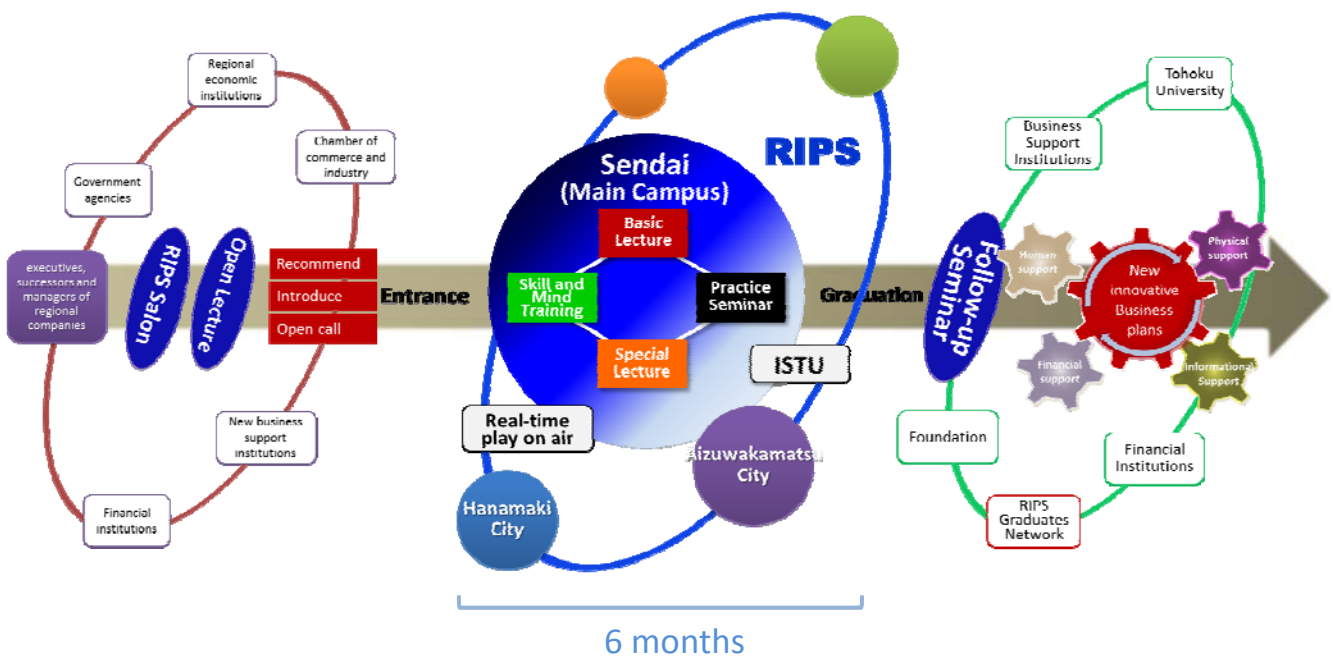 Regional
economic
institutions
Chamber of
commerce and
industry
Government
agencies
executives,
successors and
managers of
regional
companies
RIPS Salon
Open Lecture
Recommend
Introduce
Open call
New business
support
institutions
Financial
institutions
Entrance
RIPS
Sendai
(Main Campus)
Basic
Lecture
Skill and
Mind
Training
Practice
Seminar
Special
Lecture
ISTU
Real-time
play on air
Hanamaki
City
Aizuwakamatsu
City
6 months
Graduation
Follow-up
Seminar
Tohoku
University
Business
Support
Institutions
Human
support
Physical
support
New
innovative
Business
plans
Financial
support
Informational
Support
Foundation
Financial
Institutions
RIPS
Graduates
Network